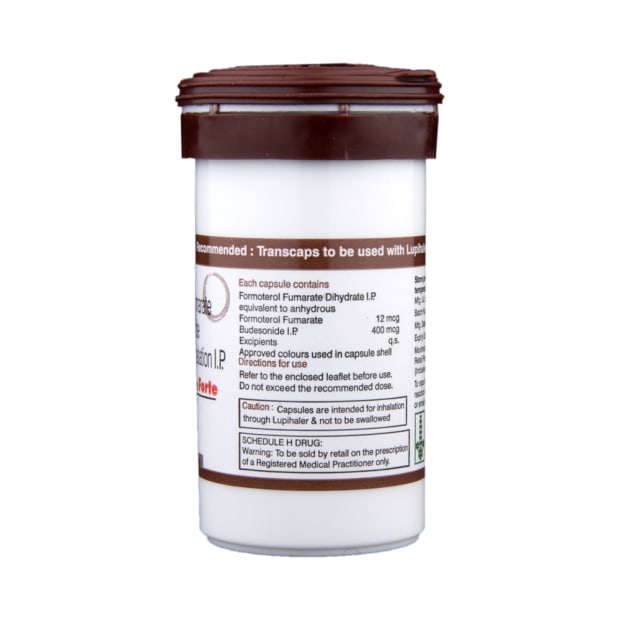 Recommended : Transcaps to be used with Lupihaler
Each capsule contains
Formoterol Fumarate Dihydrate I.P.
equivalent to anhydrous
Formoterol Fumarate 12 mcg
Budesonide I.P. 400 mcg
Excipients q.s.
Approved colours used in capsule shell
Directions for use
Refer to the enclosed leaflet before use.
Do not exceed the recommended dose.
Caution : Capsules are intended for inhalation
through Lupihaler & not to be swallowed
SCHEDULE H DRUG:
Warning: To be sold by retail on the prescription
of a Registered Medical Practitioner only.
I.P.
Forte